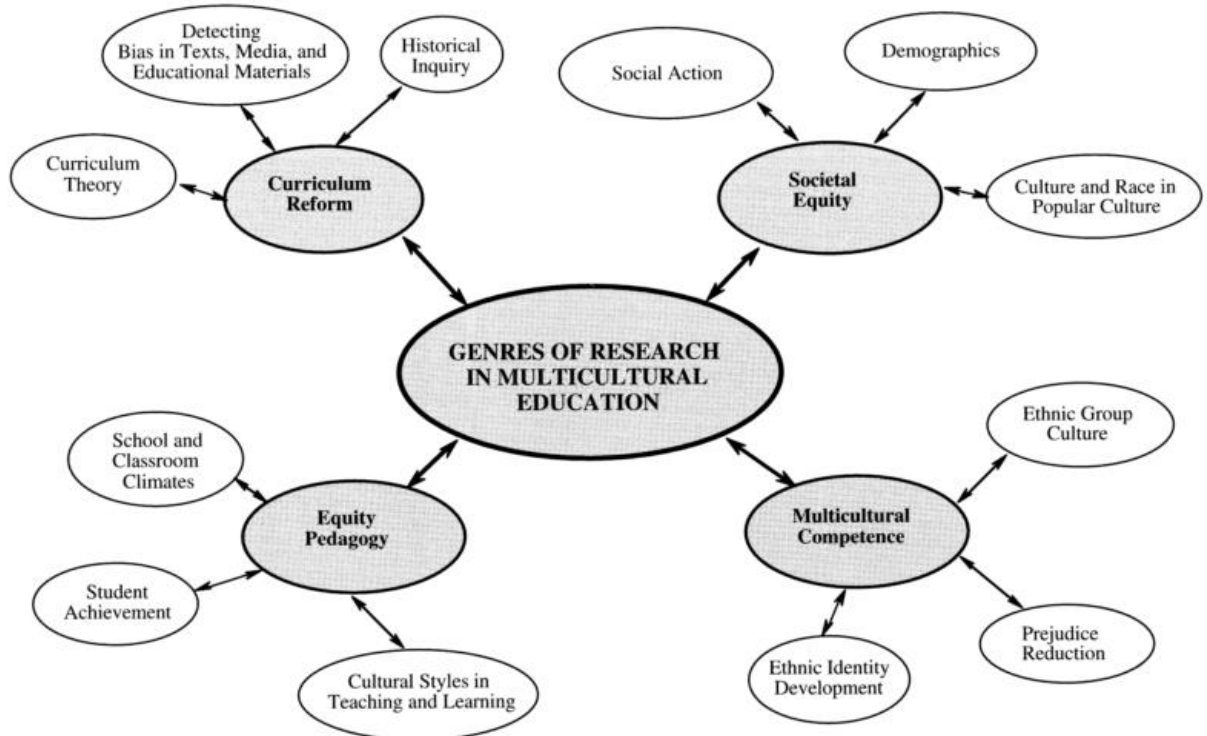 Detecting
Bias in Texts, Media, and
Educational Materials
Historical
Inquiry
Curriculum
Theory
Curriculum
Reform
Social Action
Demographics
Societal
Equity
Culture and Race in
Popular Culture
GENRES OF RESEARCH
IN MULTICULTURAL
EDUCATION
School and
Classroom
Climates
Equity
Pedagogy
Student
Achievement
Cultural Styles in
Teaching and Learning
Ethnic Group
Culture
Multicultural
Competence
Ethnic Identity
Development
Prejudice
Reduction